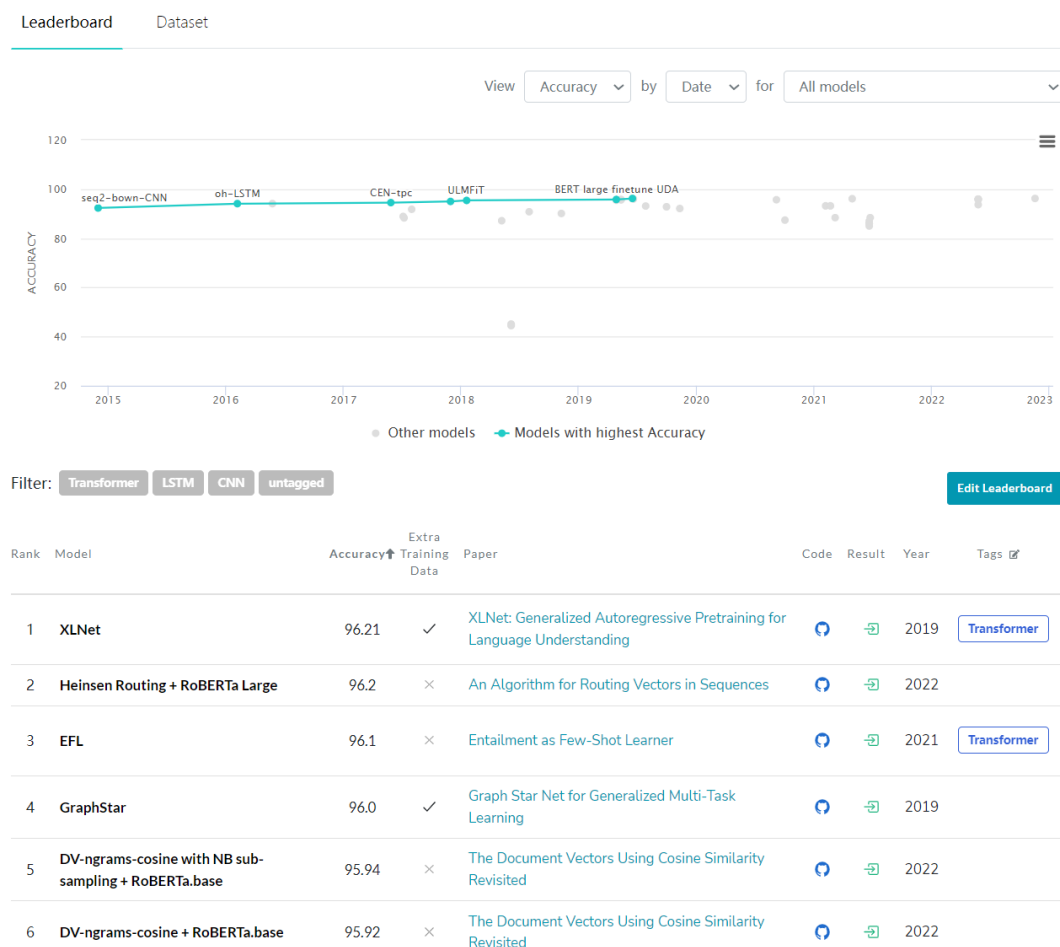 Leaderboard Dataset
View Accuracy by Date for All models
120
100
80
60
40
20
ACCURACY
seq2-bown-CNN
oh-LSTM
CEN-tpc
ULMFiT
BERT large finetune UDA
2015 2016 2017 2018 2019 2020 2021 2022 2023
Other models Models with highest Accuracy
Filter: Transformer LSTM CNN untagged
Edit Leaderboard
Rank Model Accuracy Extra Training Data Paper Code Result Year Tags
1 XLNet 96.21 XLNet: Generalized Autoregressive Pretraining for
Language Understanding 2019 Transformer
2 Heinsen Routing + RoBERTa Large 96.2 An Algorithm for Routing Vectors in Sequences 2022
3 EFL 96.1 Entailment as Few-Shot Learner 2021 Transformer
4 GraphStar 96.0 Graph Star Net for Generalized Multi-Task
Learning 2019
5 DV-ngrams-cosine with NB sub-
sampling + RoBERTa.base 95.94 The Document Vectors Using Cosine Similarity
Revisited 2022
6 DV-ngrams-cosine + RoBERTa.base 95.92 The Document Vectors Using Cosine Similarity
Revisited 2022